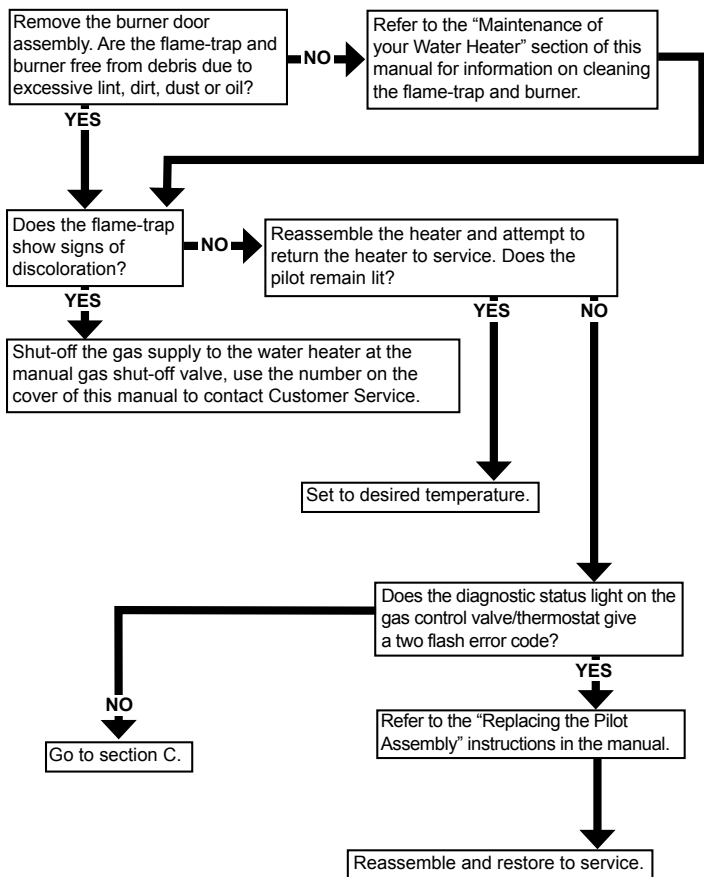 Remove the burner door
assembly. Are the flame-trap and
burner free from debris due to
excessive lint, dirt, dust or oil?
NO
Refer to the “Maintenance of
your Water Heater” section of this
manual for information on cleaning
the flame-trap and burner.
YES
Does the flame-trap
show signs of
discoloration?
NO
Reassemble the heater and attempt to
return the heater to service. Does the
pilot remain lit?
YES
Shut-off the gas supply to the water heater at the
manual gas shut-off valve, use the number on the
cover of this manual to contact Customer Service.
YES
NO
Set to desired temperature.
Does the diagnostic status light on the
gas control valve/thermostat give
a two flash error code?
NO
YES
Go to section C.
Refer to the “Replacing the Pilot
Assembly” instructions in the manual.
Reassemble and restore to service.